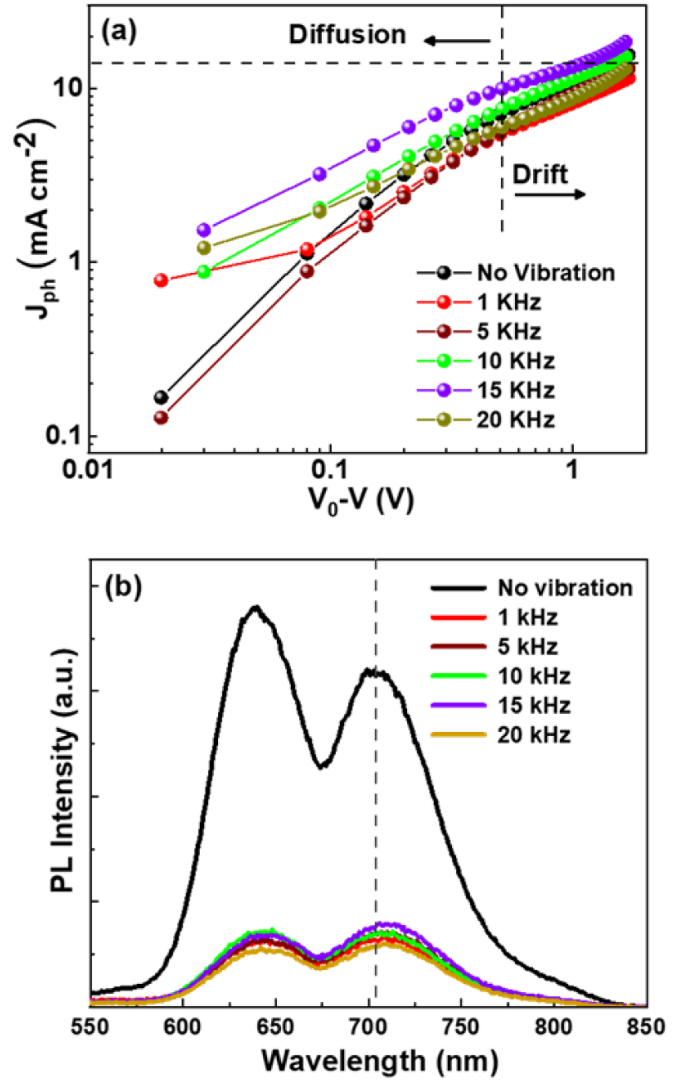 (a)
Diffusion
Drift
10
1
0.1
J_ph (mA cm⁻²)
No Vibration
1 KHz
5 KHz
10 KHz
15 KHz
20 KHz
0.01
0.1
1
V₀-V (V)
(b)
No vibration
1 kHz
5 kHz
10 kHz
15 kHz
20 kHz
PL Intensity (a.u.)
550 600 650 700 750 800 850
Wavelength (nm)